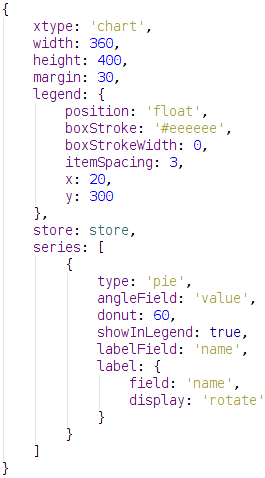 {
    xtype: 'chart',
    width: 360,
    height: 400,
    margin: 30,
    legend: {
        position: 'float',
        boxStroke: '#eeeeee',
        boxStrokeWidth: 0,
        itemSpacing: 3,
        x: 20,
        y: 300
    },
    store: store,
    series: [
        {
            type: 'pie',
            angleField: 'value',
            donut: 60,
            showInLegend: true,
            labelField: 'name',
            label: {
                field: 'name',
                display: 'rotate'
            }
        }
    ]
}